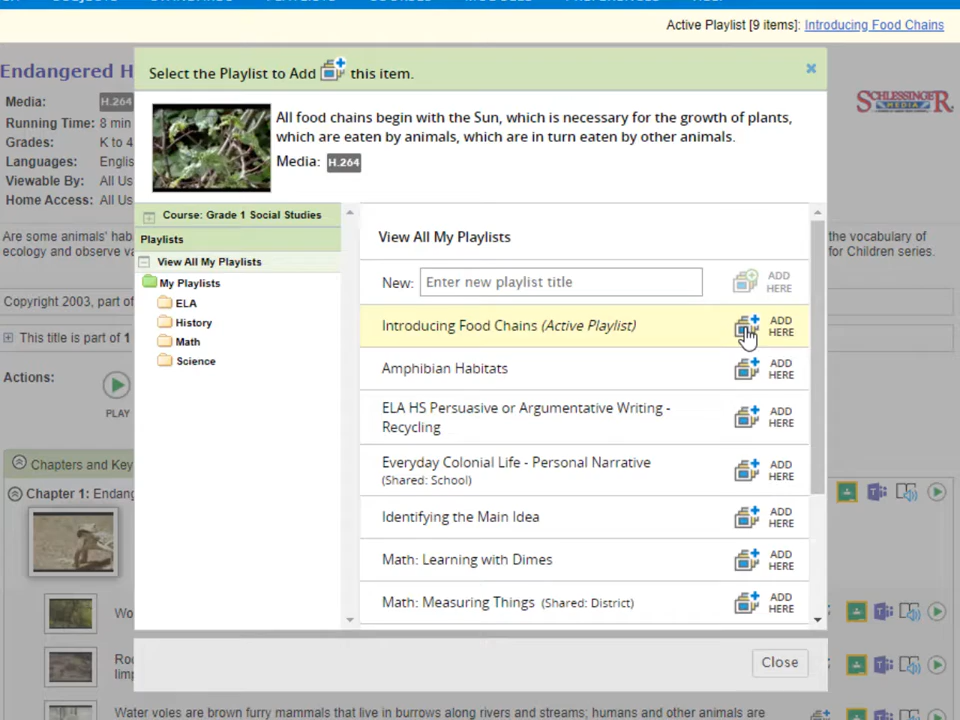 Active Playlist [9 items]: Introducing Food Chains
Endangered H
Select the Playlist to Add this item.
Media: H.264
Running Time: 8 min
Grades: K to 4
Languages: English
Viewable By: All Us
Home Access: All Us
SCHLESSINGER
MEDIA
All food chains begin with the Sun, which is necessary for the growth of plants,
which are eaten by animals, which are in turn eaten by other animals.
Media: H.264
Are some animals' hab
ecology and observe va
the vocabulary of
for Children series.
Copyright 2003, part of
This title is part of 1
Actions:
PLAY
Course: Grade 1 Social Studies
Playlists
View All My Playlists
My Playlists
ELA
History
Math
Science
View All My Playlists
New: Enter new playlist title ADD
HERE
Introducing Food Chains (Active Playlist) ADD
HERE
Amphibian Habitats ADD
HERE
ELA HS Persuasive or Argumentative Writing -
Recycling
ADD
HERE
Everyday Colonial Life - Personal Narrative
(Shared: School)
ADD
HERE
Identifying the Main Idea ADD
HERE
Math: Learning with Dimes ADD
HERE
Math: Measuring Things (Shared: District) ADD
HERE
Close
Chapters and Key
Chapter 1: Endang
Wo
Roc
limp
Water voles are brown furry mammals that live in burrows along rivers and streams; humans and other animals are